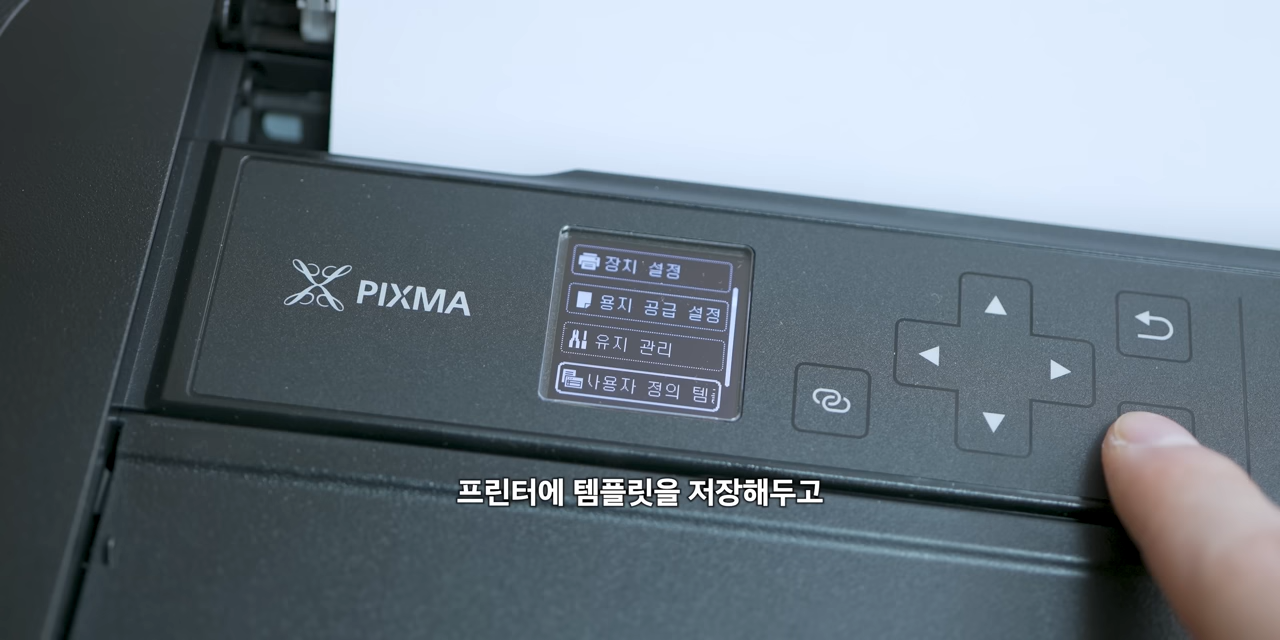 PIXMA
장치 설정
용지 공급 설정
유지 관리
사용자 정의 템
프린터에 템플릿을 저장해두고